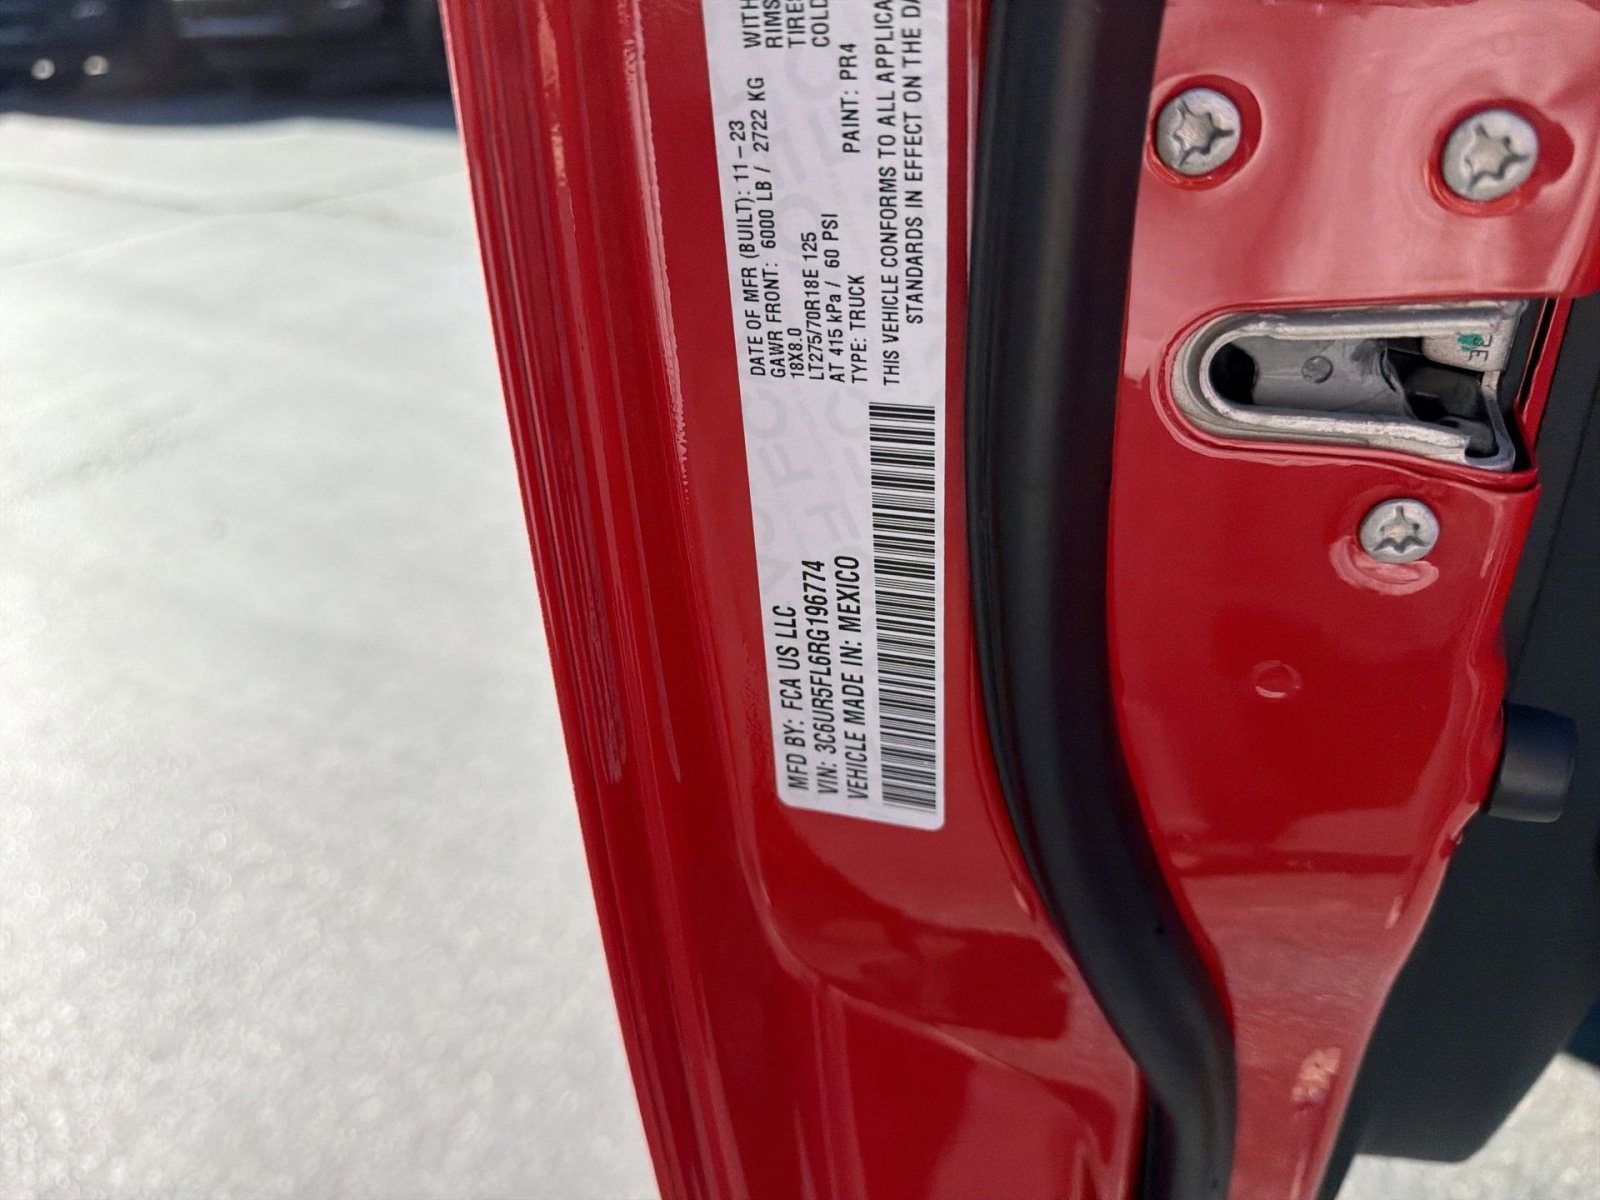 MFD BY: FCA US LLC
VIN: 3C6UR5FL6RG196774
VEHICLE MADE IN: MEXICO
DATE OF MFR (BUILT): 11-23
GAWR FRONT: 6000 LB / 2722 KG WITH
18X8.0 RIMS
LT275/70R18E 125 TIRE
AT 415 kPa / 60 PSI COLD
TYPE: TRUCK PAINT: PR4
THIS VEHICLE CONFORMS TO ALL APPLICA
STANDARDS IN EFFECT ON THE DA